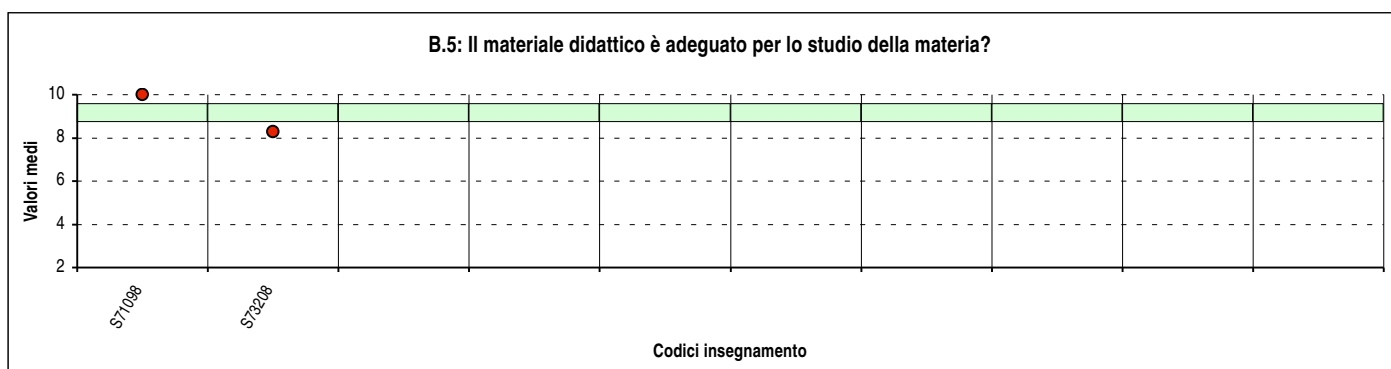 B.5: Il materiale didattico è adeguato per lo studio della materia?
10
8
6
4
2
Valori medi
S71098
S73208
Codici insegnamento